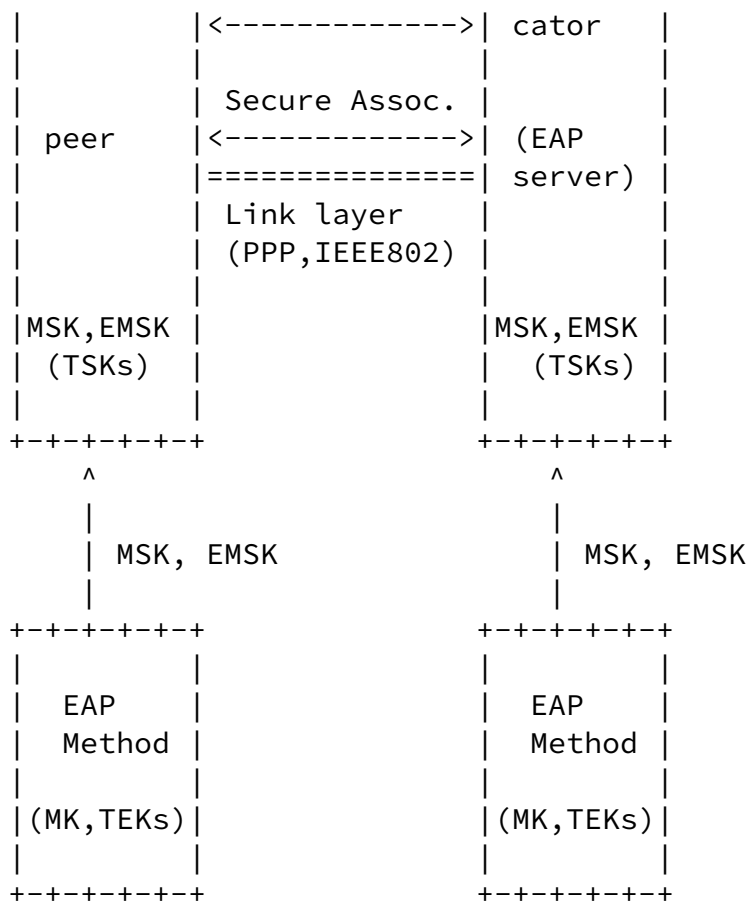 |         |<------------->|  cator  |
|         |               |         |
|         | Secure Assoc. |         |
| peer    |<------------->| (EAP    |
|         |===============| server) |
|         | Link layer    |         |
|         | (PPP,IEEE802) |         |
|         |               |         |
|MSK,EMSK |               |MSK,EMSK |
| (TSKs)  |               | (TSKs)  |
|         |               |         |
+-+-+-+-+-+               +-+-+-+-+-+
^ ^
| |
| MSK, EMSK | MSK, EMSK
| |
+-+-+-+-+-+               +-+-+-+-+-+
|         |               |         |
|  EAP    |               |  EAP    |
|  Method |               |  Method |
|         |               |         |
|(MK,TEKs)|               |(MK,TEKs)|
|         |               |         |
+-+-+-+-+-+               +-+-+-+-+-+